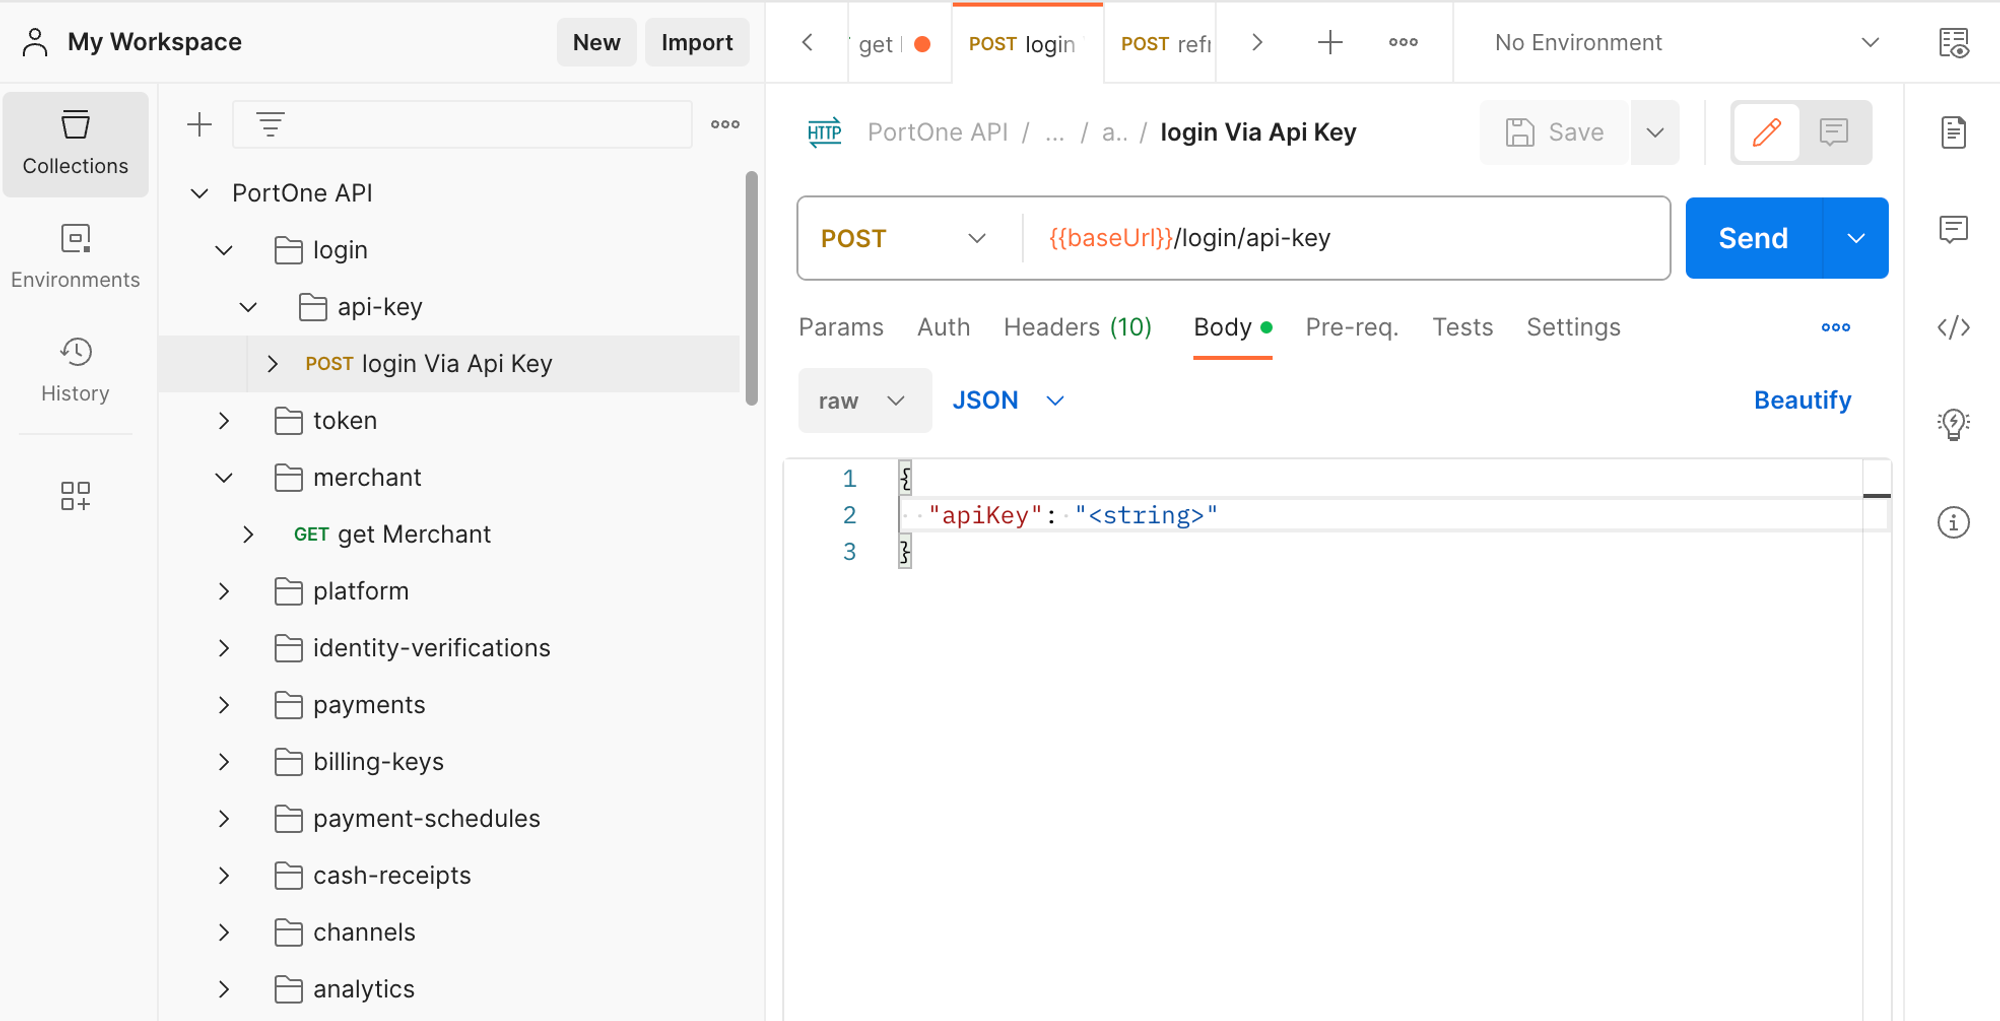 My Workspace
New
Import
get
POST login
POST refr
No Environment
Collections
Environments
History
PortOne API
login
api-key
POST login Via Api Key
token
merchant
GET get Merchant
platform
identity-verifications
payments
billing-keys
payment-schedules
cash-receipts
channels
analytics
HTTP
PortOne API / ... / a.. / login Via Api Key
Save
POST
{{baseUrl}}/login/api-key
Send
Params
Auth
Headers (10)
Body
Pre-req.
Tests
Settings
raw
JSON
Beautify
1 {
2 "apiKey": "<string>"
3 }